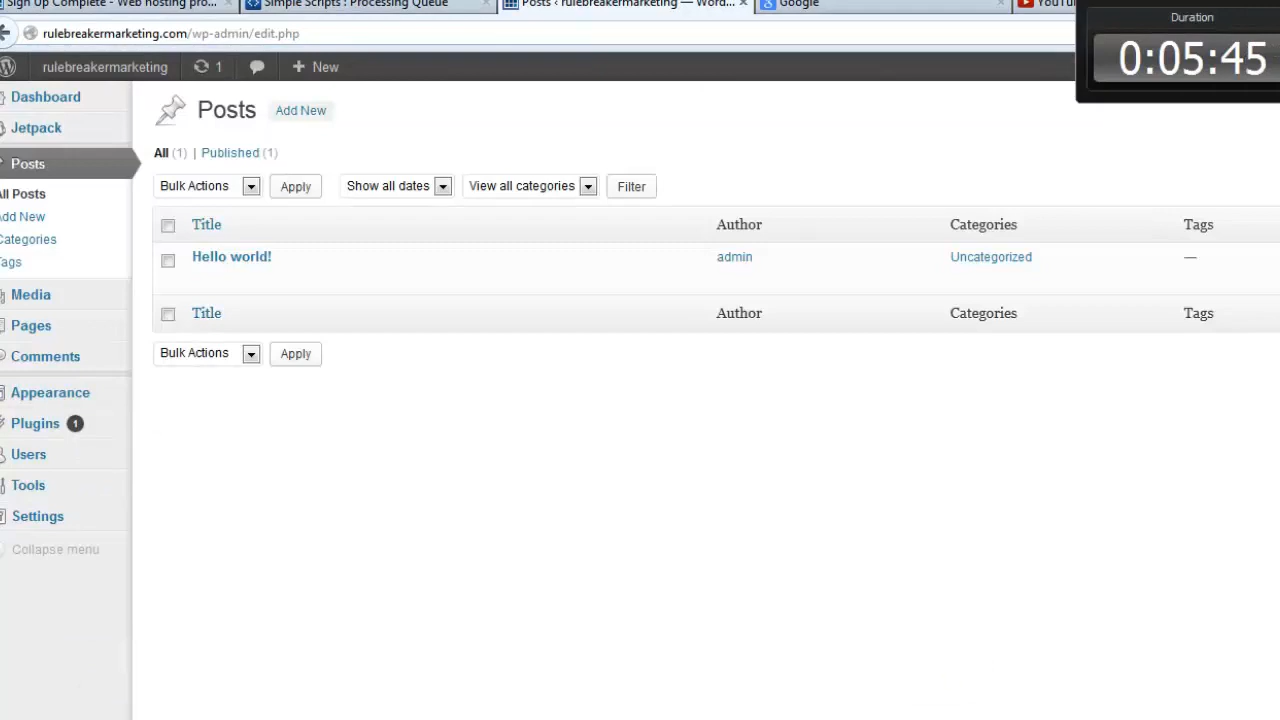 Sign Up Complete - Web hosting pro... × Simple Scripts : Processing Queue × Posts ‹ rulebreakermarketing — Word... × Google × YouTu
rulebreakermarketing.com/wp-admin/edit.php
Duration
0:05:45
rulebreakermarketing 1 + New
Dashboard
Jetpack
Posts
All Posts
Add New
Categories
Tags
Media
Pages
Comments
Appearance
Plugins 1
Users
Tools
Settings
Collapse menu
Posts Add New
All (1) | Published (1)
Bulk Actions Apply Show all dates View all categories Filter
Title Author Categories Tags
Hello world! admin Uncategorized —
Title Author Categories Tags
Bulk Actions Apply